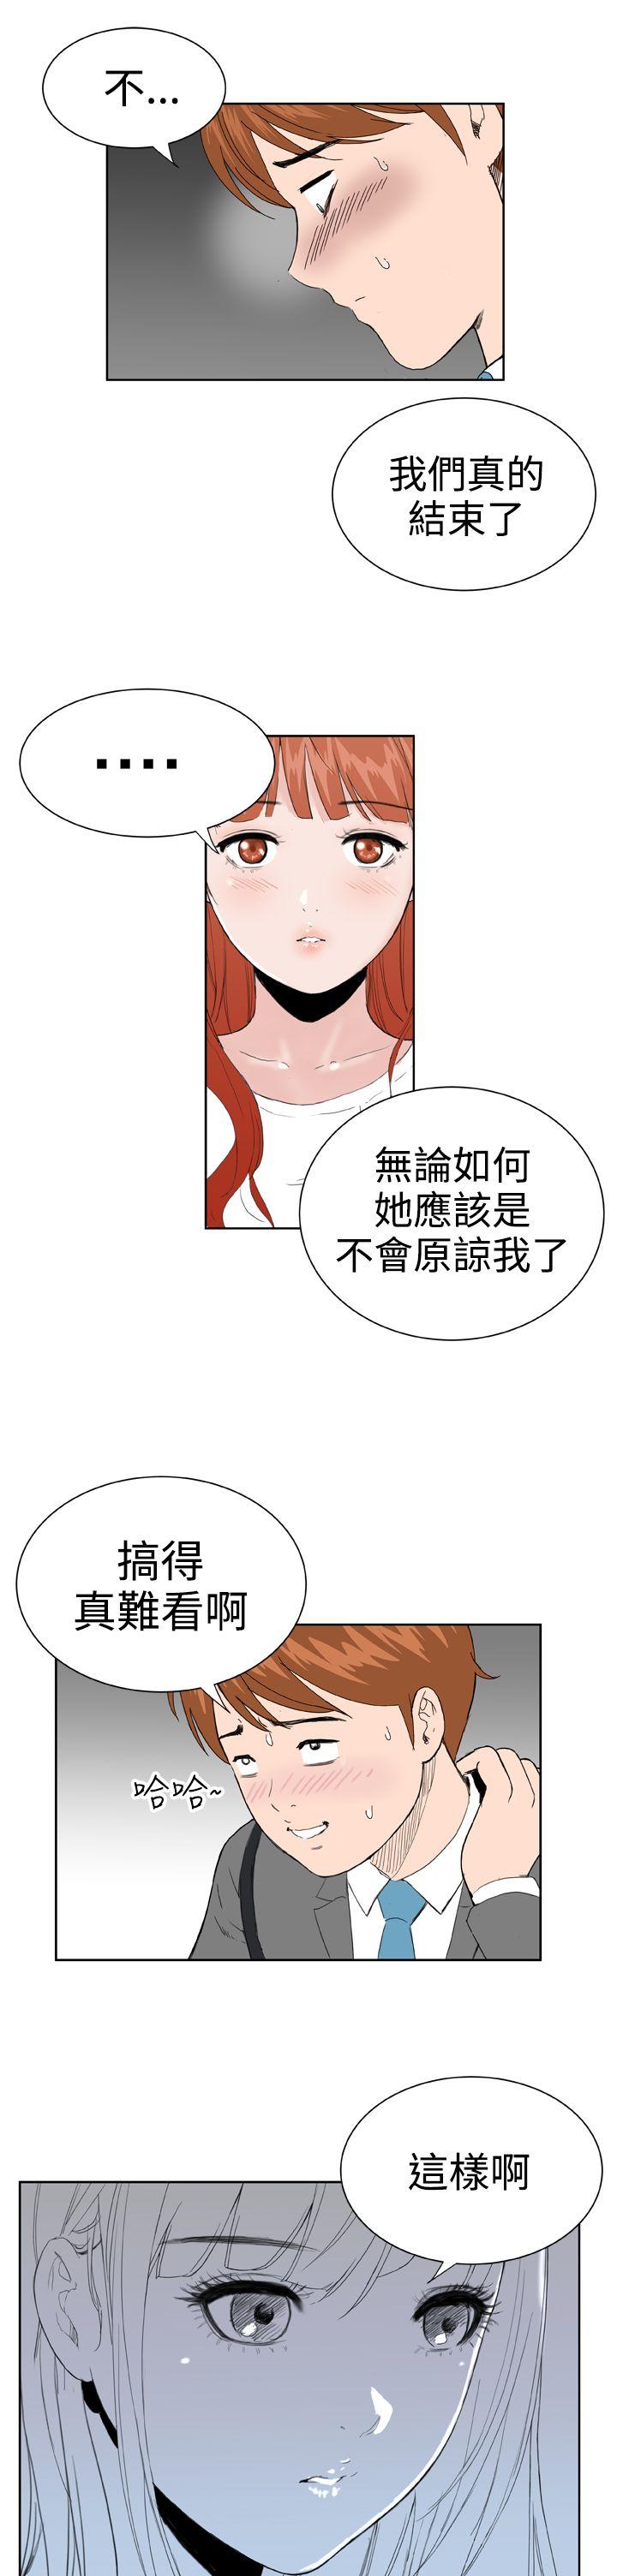 不...
我們真的
結束了
....
無論如何
她應該是
不會原諒我了
搞得
真難看啊
哈哈~
這樣啊